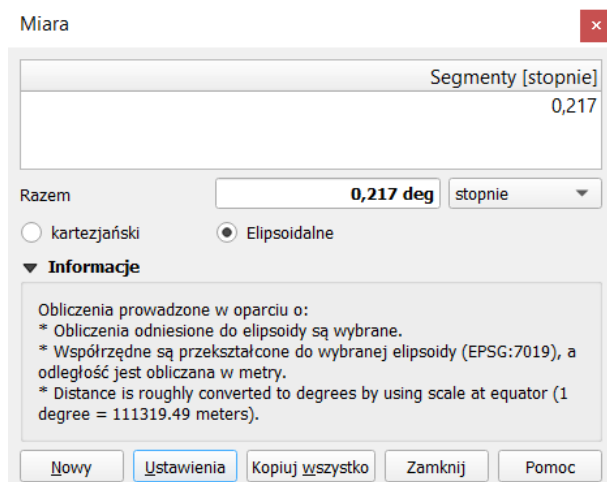 Miara
Segmenty [stopnie]
0,217
Razem 0,217 deg stopnie
kartezjański Elipsoidalne
Informacje
Obliczenia prowadzone w oparciu o:
* Obliczenia odniesione do elipsoidy są wybrane.
* Współrzędne są przekształcone do wybranej elipsoidy (EPSG:7019), a
odległość jest obliczana w metry.
* Distance is roughly converted to degrees by using scale at equator (1
degree = 111319.49 meters).
Nowy Ustawienia Kopiuj wszystko Zamknij Pomoc